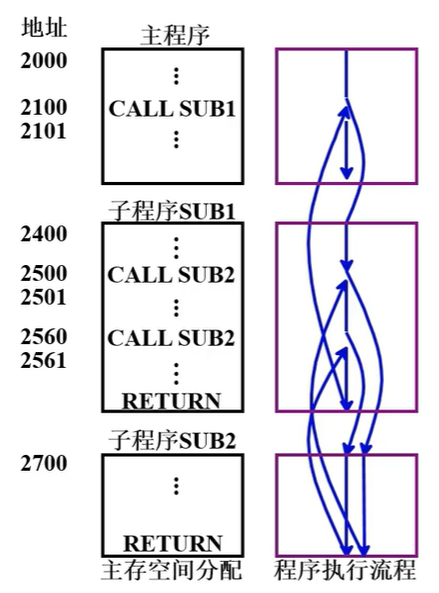 地址
主程序
2000
⋮
2100 CALL SUB1
2101
⋮
子程序SUB1
2400
⋮
2500 CALL SUB2
2501
⋮
2560 CALL SUB2
2561
⋮
RETURN
子程序SUB2
2700
⋮
RETURN
主存空间分配 程序执行流程